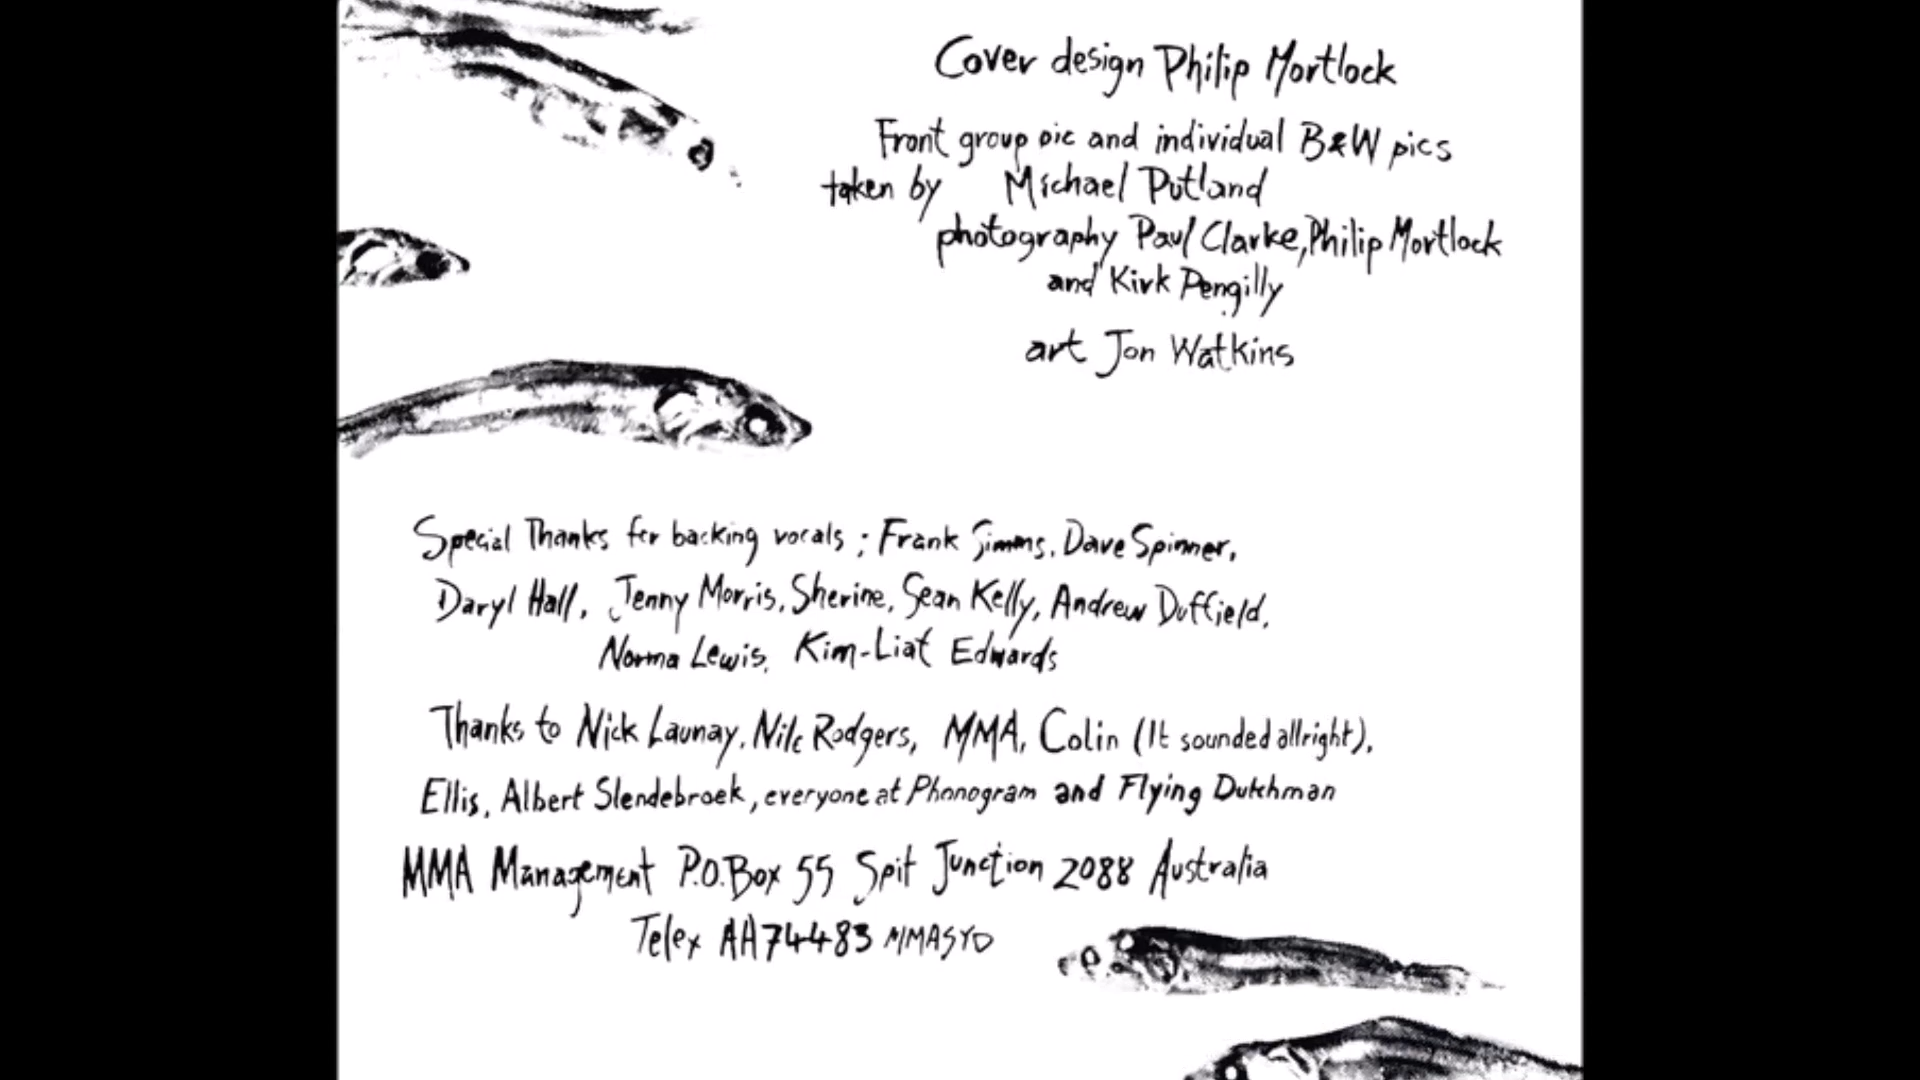 Cover design Philip Mortlock
Front group pic and individual B&W pics
taken by Michael Putland
photography Paul Clarke, Philip Mortlock
and Kirk Pengilly
art Jon Watkins
Special Thanks for backing vocals ; Frank Simms, Dave Spinner,
Daryl Hall, Jenny Morris, Sherine, Sean Kelly, Andrew Duffield,
Norma Lewis, Kim-Liat Edwards
Thanks to Nick Launay, Nile Rodgers, MMA, Colin (It sounded allright),
Ellis, Albert Slendebroek, everyone at Phonogram and Flying Dutchman
MMA Management P.O.Box 55 Spit Junction 2088 Australia
Telex AA74483 MMASYD